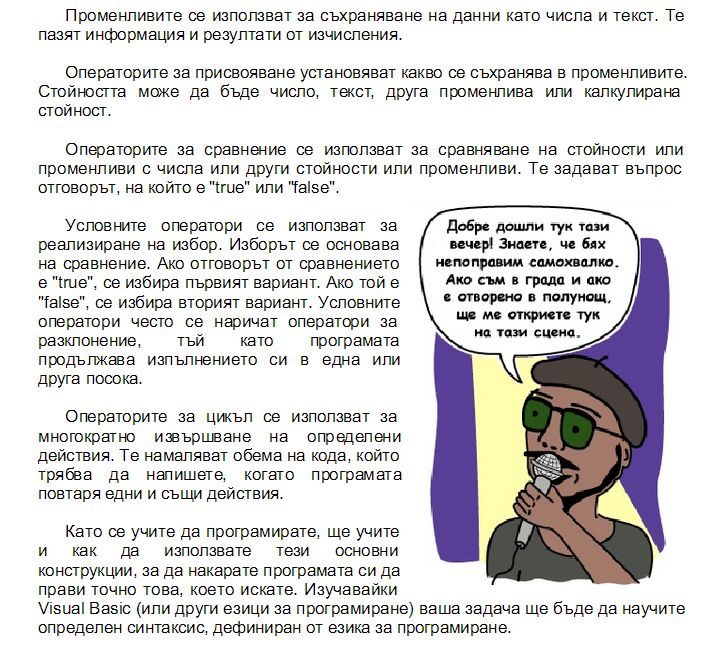 Променливите се използват за съхраняване на данни като числа и текст. Те
пазят информация и резултати от изчисления.
Операторите за присвояване установяват какво се съхранява в променливите.
Стойността може да бъде число, текст, друга променлива или калкулирана
стойност.
Операторите за сравнение се използват за сравняване на стойности или
променливи с числа или други стойности или променливи. Те задават въпрос
отговорът, на който е "true" или "false".
Условните оператори се използват за
реализиране на избор. Изборът се основава
на сравнение. Ако отговорът от сравнението
е "true", се избира първият вариант. Ако той е
"false", се избира вторият вариант. Условните
оператори често се наричат оператори за
разклонение, тъй като програмата
продължава изпълнението си в една или
друга посока.
Операторите за цикъл се използват за
многократно извършване на определени
действия. Те намаляват обема на кода, който
трябва да напишете, когато програмата
повтаря едни и същи действия.
Като се учите да програмирате, ще учите
и как да използвате тези основни
конструкции, за да накарате програмата си да
прави точно това, което искате. Изучавайки
Visual Basic (или други езици за програмиране) ваша задача ще бъде да научите
определен синтаксис, дефиниран от езика за програмиране.
Добре дошли тук тази
вечер! Знаете, че бях
непоправим самохвалко.
Ако съм в града и ако
е отворено в полунощ,
ще ме откриете тук
на тази сцена.